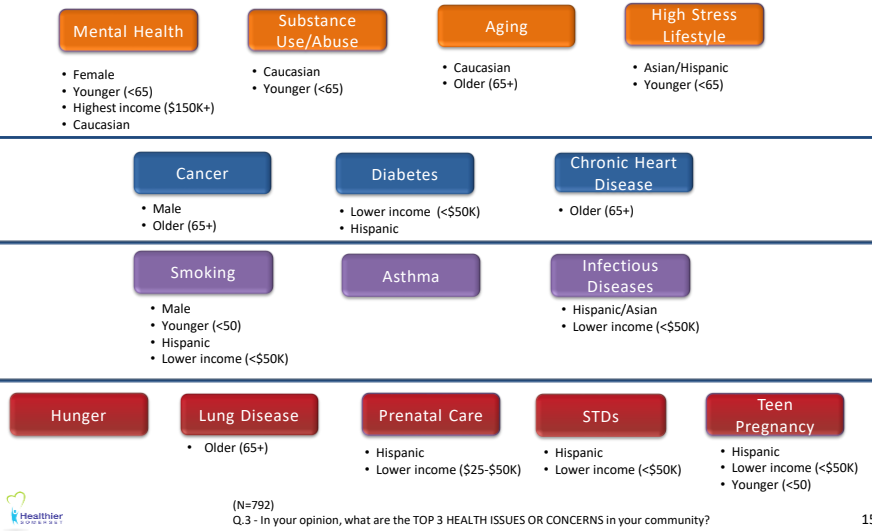 Mental Health
• Female
• Younger (<65)
• Highest income ($150K+)
• Caucasian
Substance
Use/Abuse
• Caucasian
• Younger (<65)
Aging
• Caucasian
• Older (65+)
High Stress
Lifestyle
• Asian/Hispanic
• Younger (<65)
Cancer
• Male
• Older (65+)
Diabetes
• Lower income (<$50K)
• Hispanic
Chronic Heart
Disease
• Older (65+)
Smoking
• Male
• Younger (<50)
• Hispanic
• Lower income (<$50K)
Asthma
Infectious
Diseases
• Hispanic/Asian
• Lower income (<$50K)
Hunger
Lung Disease
• Older (65+)
Prenatal Care
• Hispanic
• Lower income ($25-$50K)
STDs
• Hispanic
• Lower income (<$50K)
Teen
Pregnancy
• Hispanic
• Lower income (<$50K)
• Younger (<50)
Healthier
SOMERSET
(N=792)
Q.3 - In your opinion, what are the TOP 3 HEALTH ISSUES OR CONCERNS in your community?
15